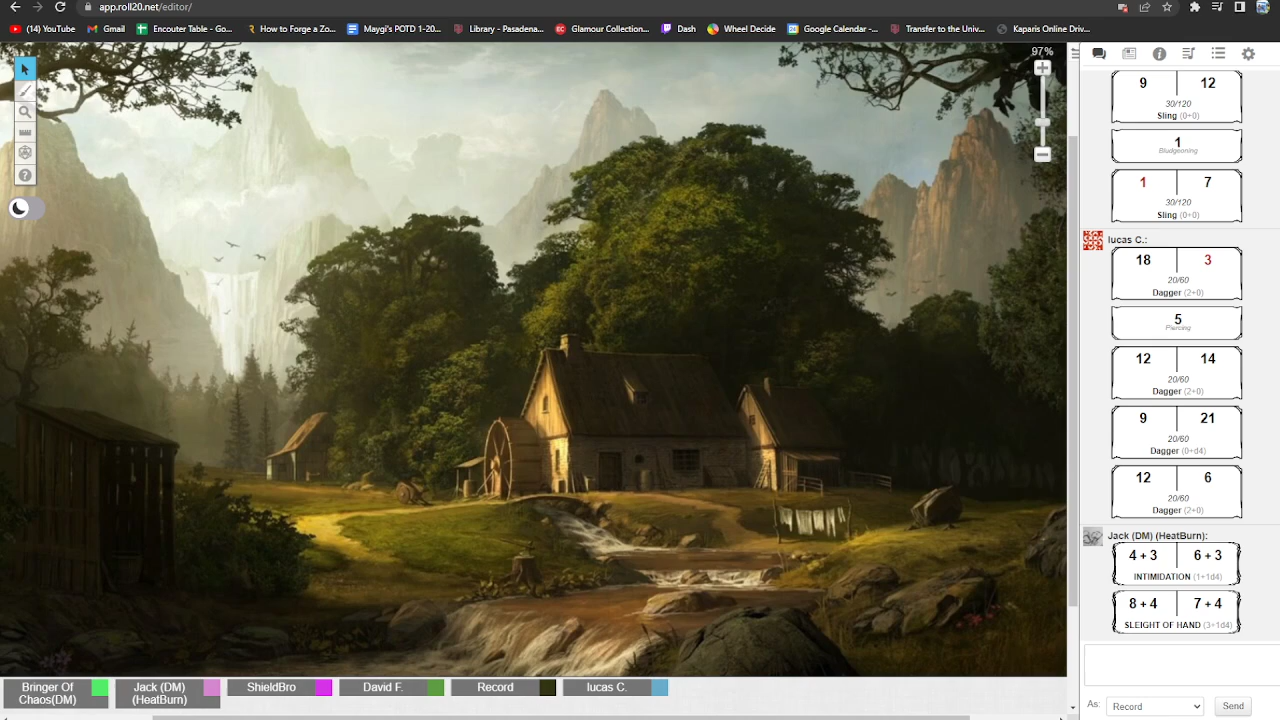 app.roll20.net/editor/
(14) YouTube
Gmail
Encouter Table - Go...
How to Forge a Zo...
Maygi's POTD 1-20...
Library - Pasadena...
Glamour Collection...
Dash
Wheel Decide
Google Calendar -...
Transfer to the Univ...
Kaparis Online Driv...
97%
9 12
30/120
Sling (0+0)
1
Bludgeoning
1 7
30/120
Sling (0+0)
lucas C.:
18 3
20/60
Dagger (2+0)
5
Piercing
12 14
20/60
Dagger (2+0)
9 21
20/60
Dagger (0+d4)
12 6
20/60
Dagger (2+0)
Jack (DM) (HeatBurn):
4 + 3 6 + 3
INTIMIDATION (1+1d4)
8 + 4 7 + 4
SLEIGHT OF HAND (3+1d4)
Bringer Of
Chaos(DM)
Jack (DM)
(HeatBurn)
ShieldBro
David F.
Record
lucas C.
As:
Record
Send